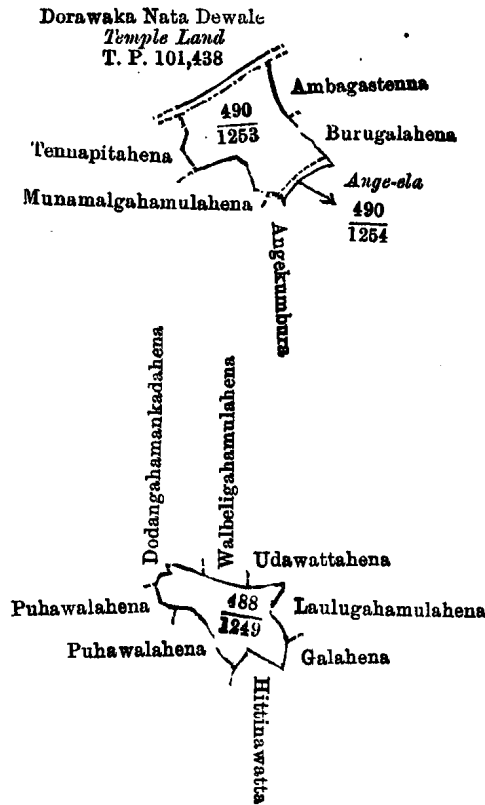 Dorawaka Nata Dewale
Temple Land
T. P. 101,438
Ambagastenna
490
1253
Burugalahena
Tennapitahena
Ange-ela
Munamalgahamulahena
490
1254
Angekumbura
Dodangahamankadahena
Walbeligahamulahena
Udawattahena
488
1249
Puhawalahena
Laulugahamulahena
Puhawalahena
Galahena
Hittinawatta